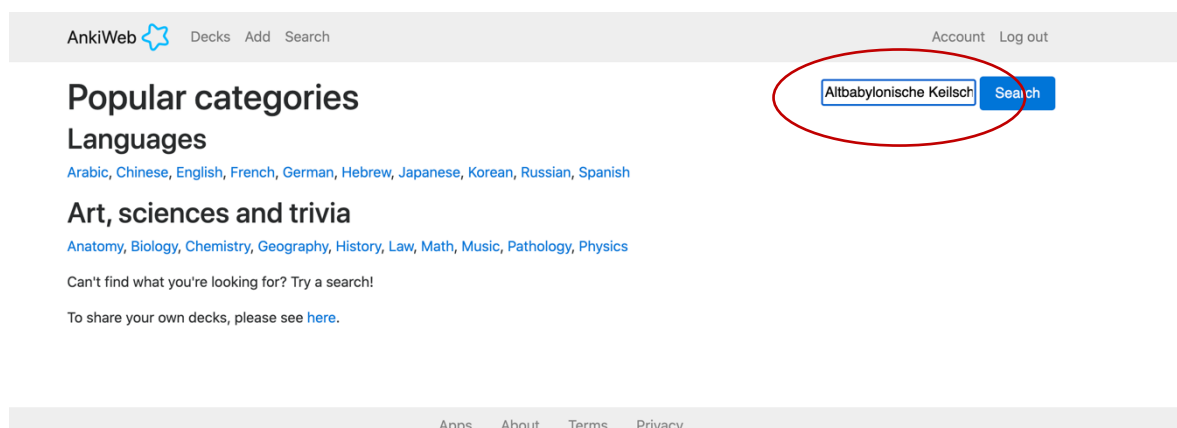 AnkiWeb Decks Add Search Account Log out
Popular categories Altbabylonische Keilsch Search
Languages
Arabic, Chinese, English, French, German, Hebrew, Japanese, Korean, Russian, Spanish
Art, sciences and trivia
Anatomy, Biology, Chemistry, Geography, History, Law, Math, Music, Pathology, Physics
Can't find what you're looking for? Try a search!
To share your own decks, please see here.
Apps About Terms Privacy